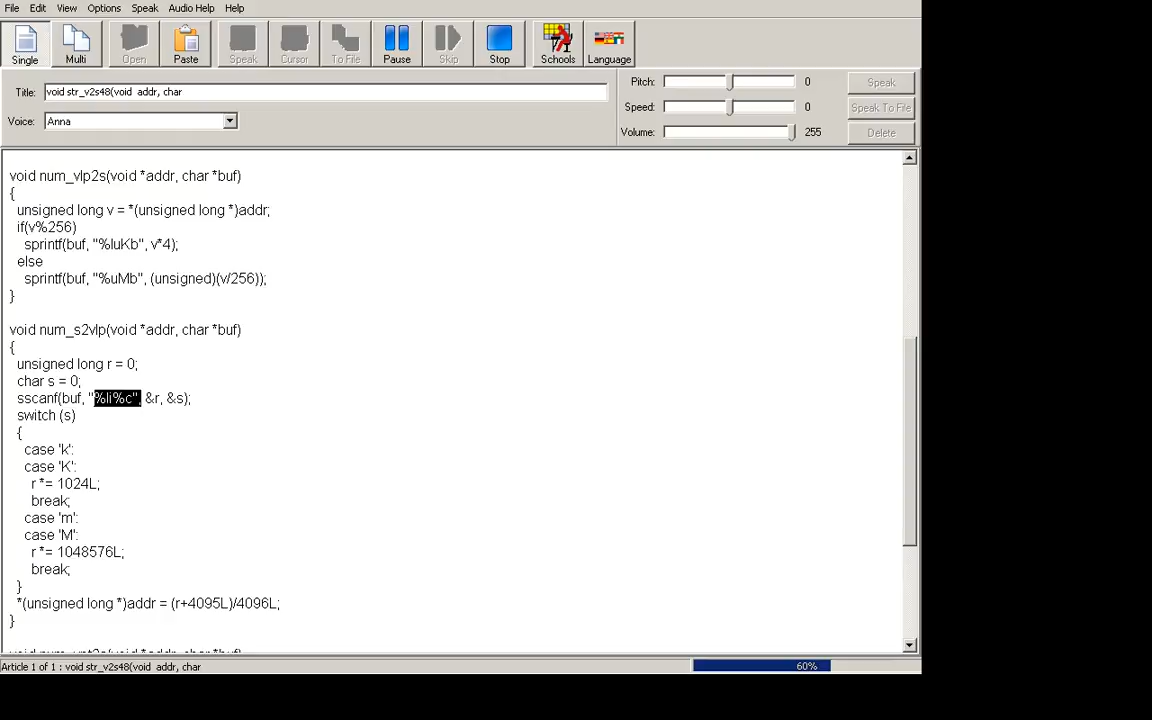 File Edit View Options Speak Audio Help Help
Single Multi Open Paste Speak Cursor To File Pause Skip Stop Schools Language
Title: void str_v2s48(void addr, char
Voice: Anna
Pitch: 0 Speak
Speed: 0 Speak To File
Volume: 255 Delete
void num_vlp2s(void *addr, char *buf)
{
unsigned long v = *(unsigned long *)addr;
if(v%256)
sprintf(buf, "%luKb", v*4);
else
sprintf(buf, "%uMb", (unsigned)(v/256));
}
void num_s2vlp(void *addr, char *buf)
{
unsigned long r = 0;
char s = 0;
sscanf(buf, "%li%c", &r, &s);
switch (s)
{
case 'k':
case 'K':
r *= 1024L;
break;
case 'm':
case 'M':
r *= 1048576L;
break;
}
*(unsigned long *)addr = (r+4095L)/4096L;
}
Article 1 of 1 : void str_v2s48(void addr, char 60%